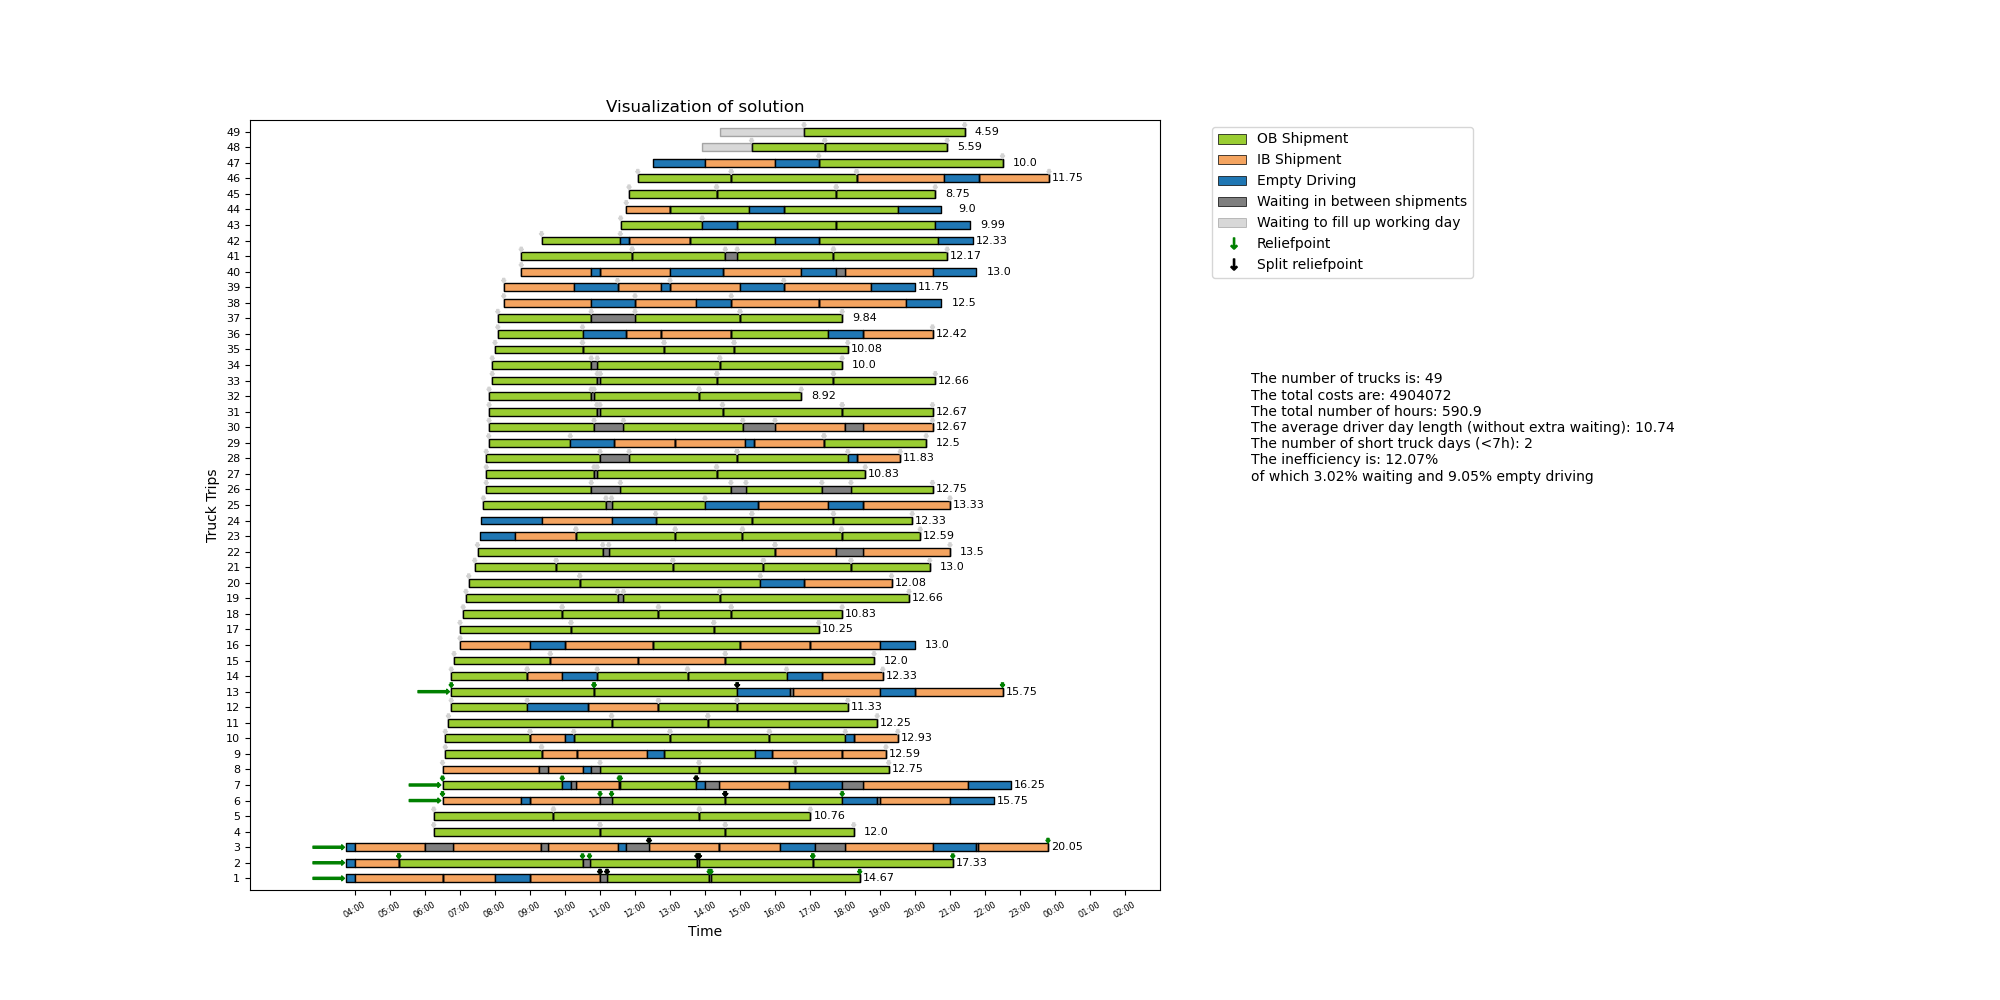 Visualization of solution
49 4.59
48 5.59
47 10.0
46 11.75
45 8.75
44 9.0
43 9.99
42 12.33
41 12.17
40 13.0
39 11.75
38 12.5
37 9.84
36 12.42
35 10.08
34 10.0
33 12.66
32 8.92
31 12.67
30 12.67
29 12.5
28 11.83
27 10.83
26 12.75
25 13.33
24 12.33
23 12.59
22 13.5
21 13.0
20 12.08
19 12.66
18 10.83
17 10.25
16 13.0
15 12.0
14 12.33
13 15.75
12 11.33
11 12.25
10 12.93
9 12.59
8 12.75
7 16.25
6 15.75
5 10.76
4 12.0
3 20.05
2 17.33
1 14.67
Truck Trips
04:00 05:00 06:00 07:00 08:00 09:00 10:00 11:00 12:00 13:00 14:00 15:00 16:00 17:00 18:00 19:00 20:00 21:00 22:00 23:00 00:00 01:00 02:00
Time
OB Shipment
IB Shipment
Empty Driving
Waiting in between shipments
Waiting to fill up working day
Reliefpoint
Split reliefpoint
The number of trucks is: 49
The total costs are: 4904072
The total number of hours: 590.9
The average driver day length (without extra waiting): 10.74
The number of short truck days (<7h): 2
The inefficiency is: 12.07%
of which 3.02% waiting and 9.05% empty driving